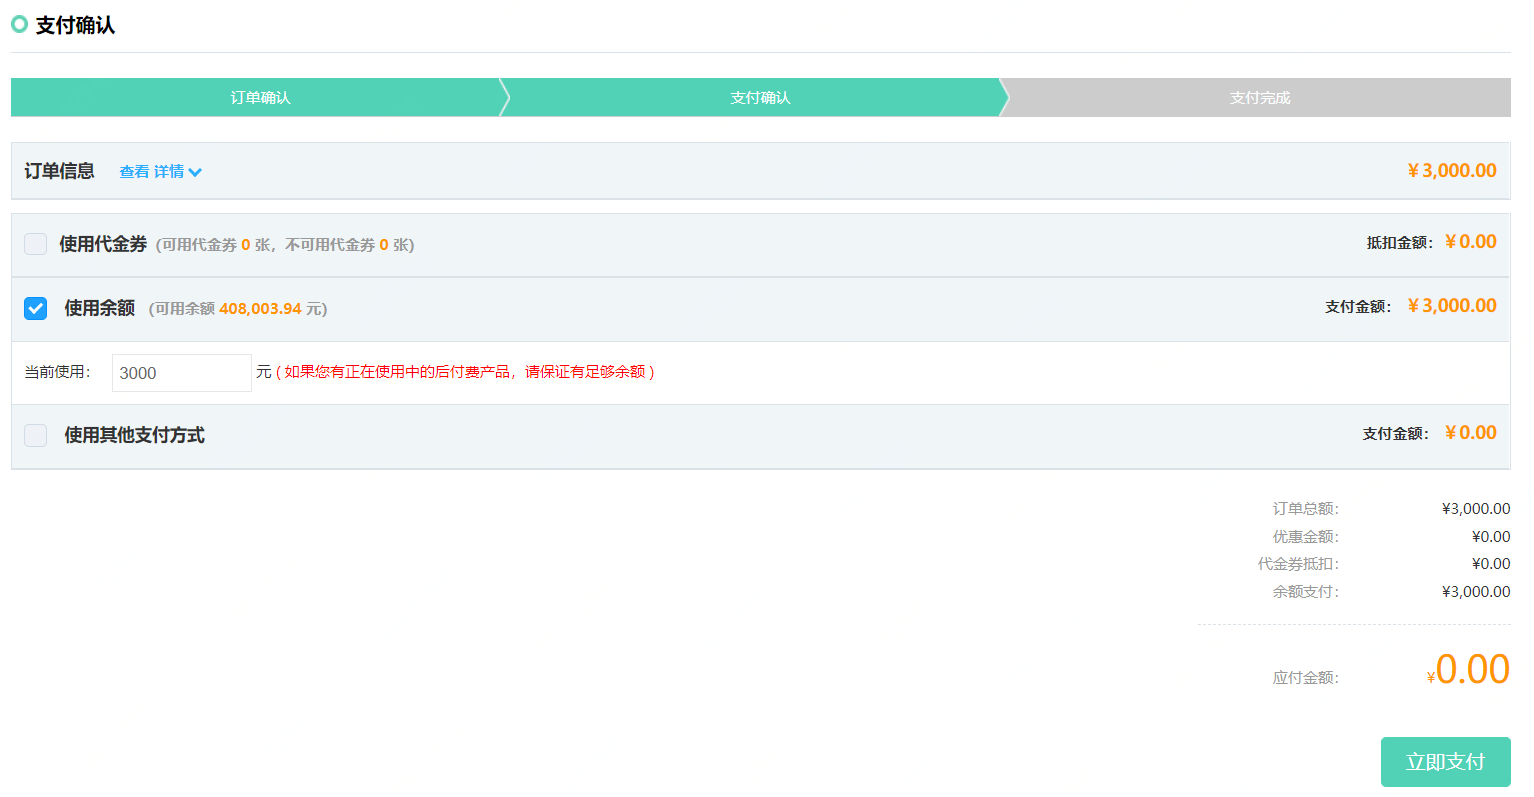 支付确认
订单确认 支付确认 支付完成
订单信息 查看 详情 ¥ 3,000.00
使用代金券 (可用代金券 0 张，不可用代金券 0 张) 抵扣金额： ¥ 0.00
使用余额 (可用余额 408,003.94 元) 支付金额： ¥ 3,000.00
当前使用： 3000 元 ( 如果您有正在使用中的后付费产品，请保证有足够余额 )
使用其他支付方式 支付金额： ¥ 0.00
订单总额： ¥3,000.00
优惠金额： ¥0.00
代金券抵扣： ¥0.00
余额支付： ¥3,000.00
应付金额： ¥0.00
立即支付